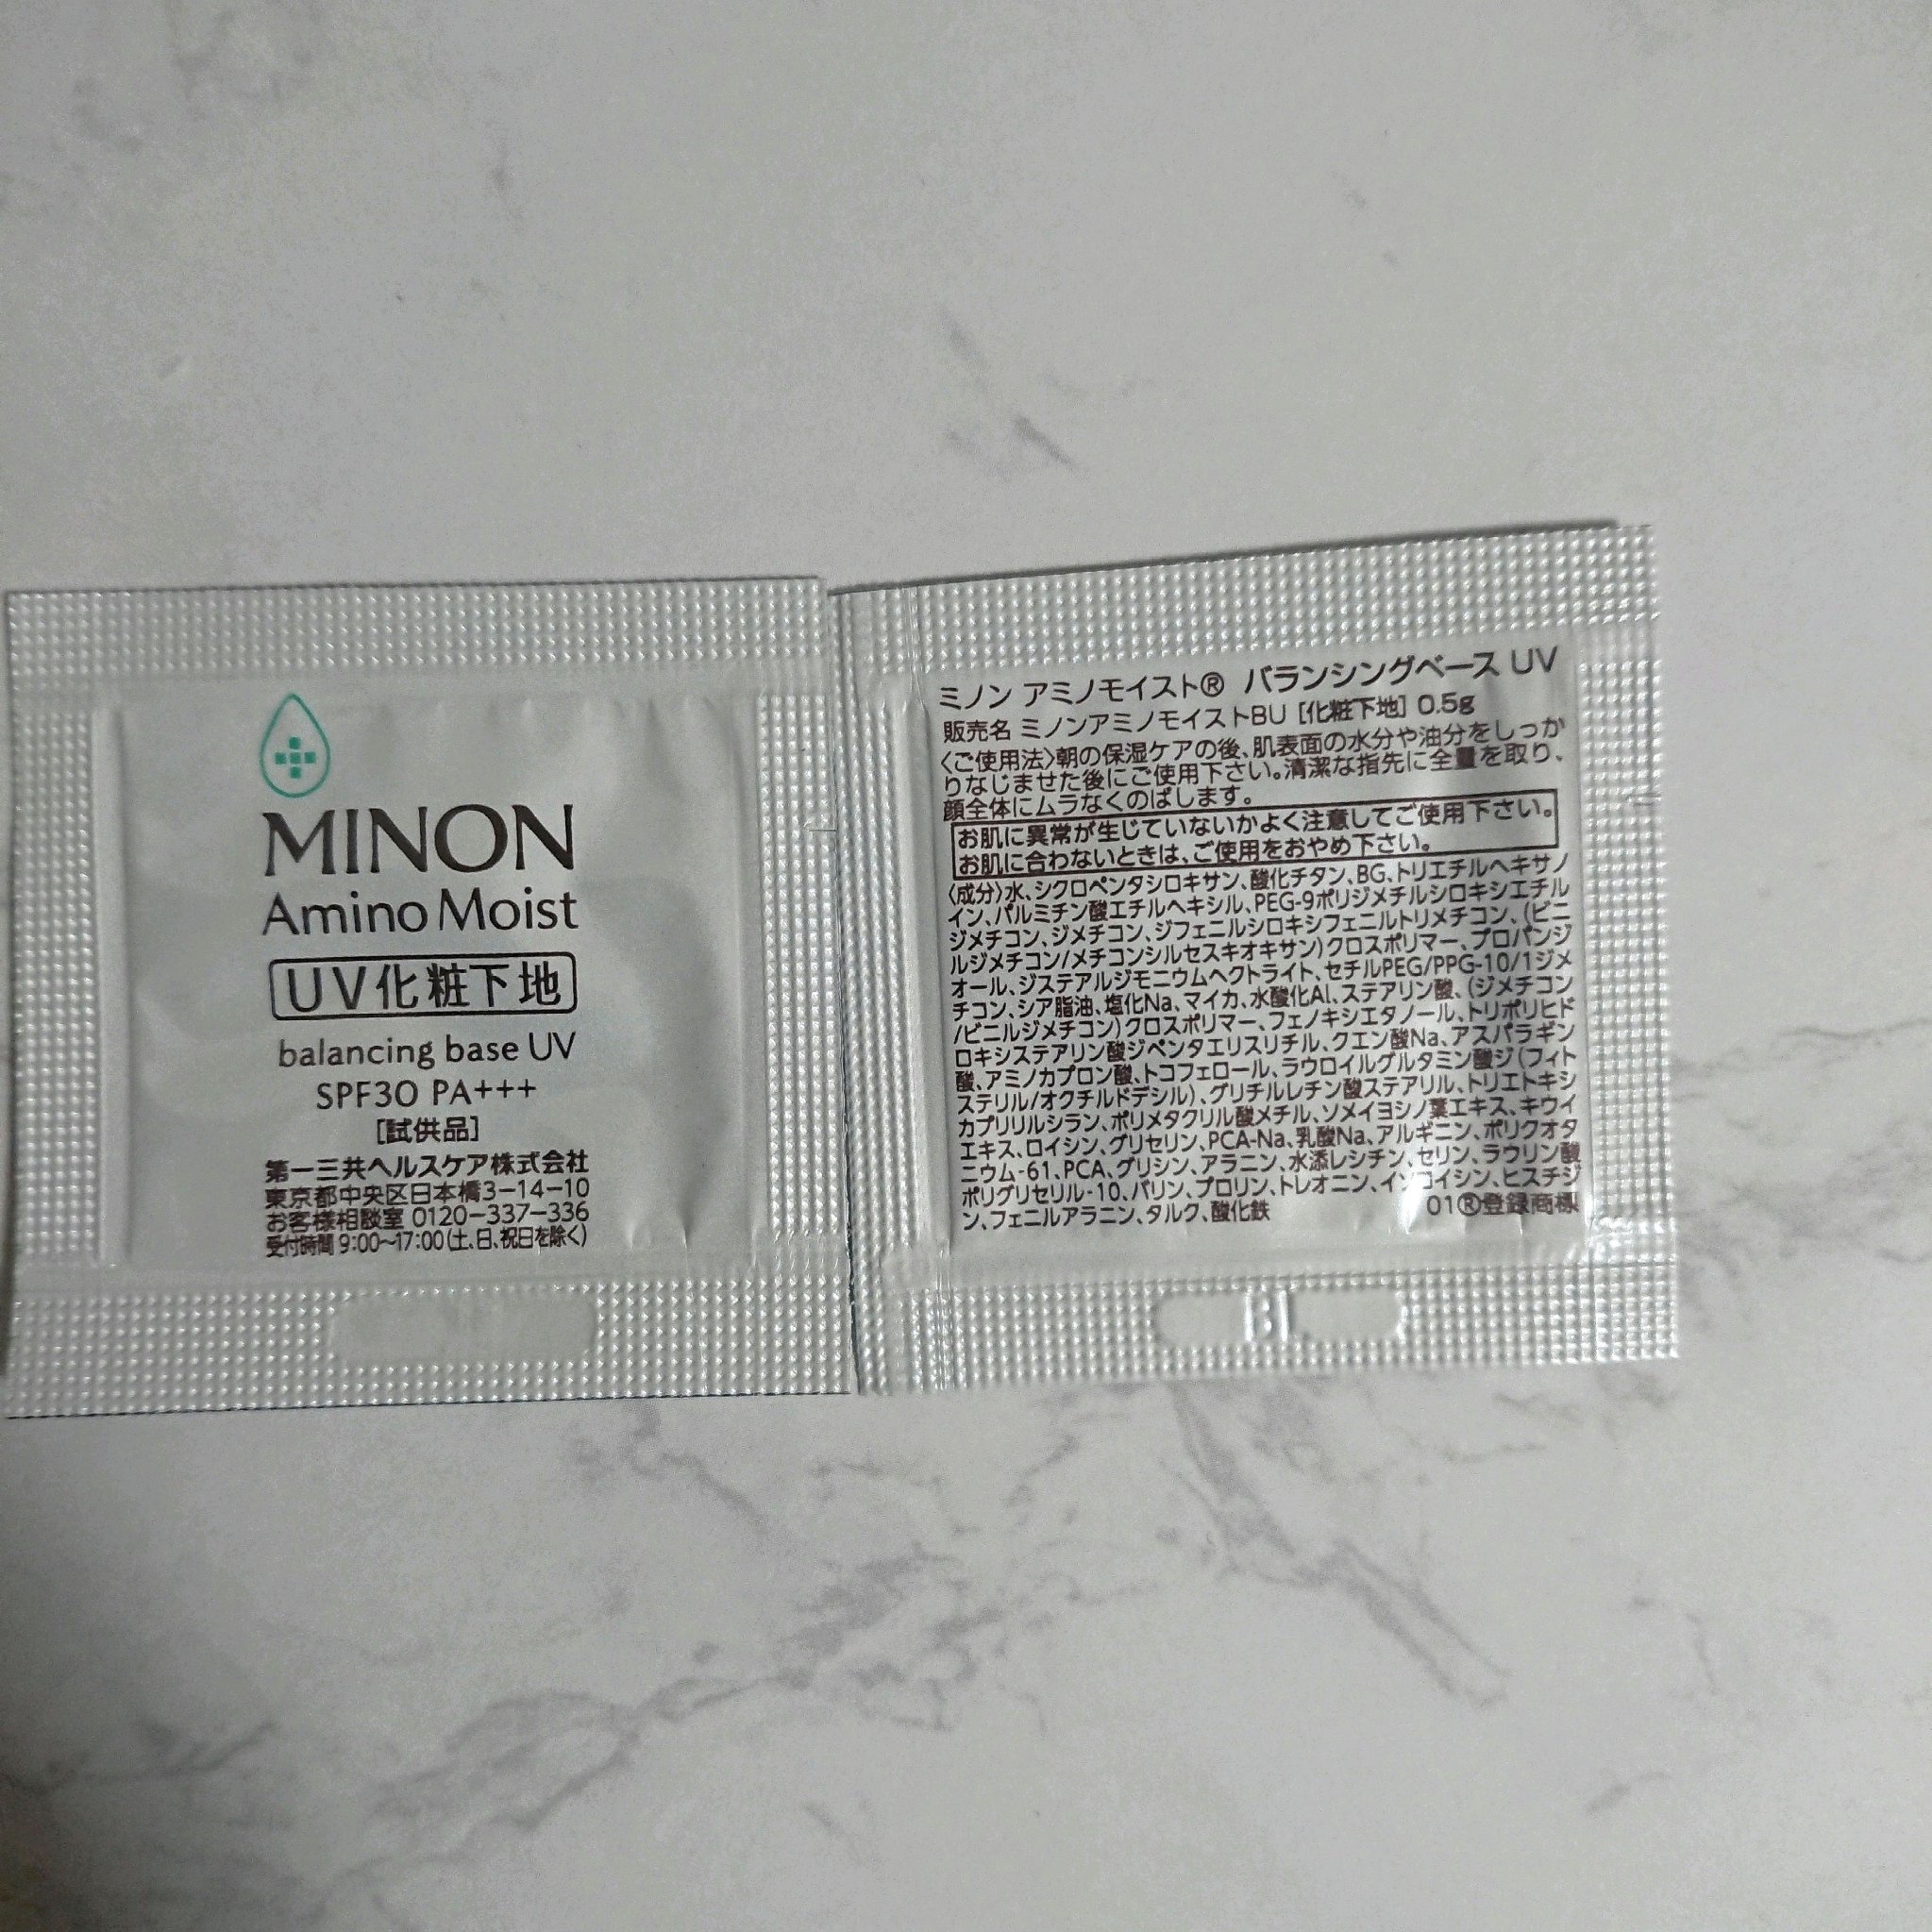 MINON
Amino Moist
UV化粧下地
balancing base UV
SPF30 PA+++
[試供品]
第一三共ヘルスケア株式会社
東京都中央区日本橋3-14-10
お客様相談室 0120-337-336
受付時間 9:00~17:00(土、日、祝日を除く)
ミノン アミノモイスト® バランシングベース UV
販売名 ミノンアミノモイストBU [化粧下地] 0.5g
〈ご使用法〉朝の保湿ケアの後、肌表面の水分や油分をしっか
りなじませた後にご使用下さい。清潔な指先に全量を取り、
顔全体にムラなくのばします。
お肌に異常が生じていないかよく注意してご使用下さい。
お肌に合わないときは、ご使用をおやめ下さい。
〈成分〉水、シクロペンタシロキサン、酸化チタン、BG、トリエチルヘキサノ
イン、パルミチン酸エチルヘキシル、PEG-9ポリジメチルシロキシエチル
ジメチコン、ジメチコン、ジフェニルシロキシフェニルトリメチコン、(ビニ
ルジメチコン/メチコンシルセスキオキサン)クロスポリマー、プロパンジ
オール、ジステアルジモニウムヘクトライト、セチルPEG/PPG-10/1ジメ
チコン、シア脂油、塩化Na、マイカ、水酸化Al、ステアリン酸、(ジメチコン
/ビニルジメチコン)クロスポリマー、フェノキシエタノール、トリポリヒド
ロキシステアリン酸ジペンタエリスリチル、クエン酸Na、アスパラギン
酸、アミノカプロン酸、トコフェロール、ラウロイルグルタミン酸ジ(フィト
ステリル/オクチルドデシル)、グリチルレチン酸ステアリル、トリエトキシ
カプリリルシラン、ポリメタクリル酸メチル、ソメイヨシノ葉エキス、キウイ
エキス、ロイシン、グリセリン、PCA-Na、乳酸Na、アルギニン、ポリクオタ
ニウム-61、PCA、グリシン、アラニン、水添レシチン、セリン、ラウリン酸
ポリグリセリル-10、バリン、プロリン、トレオニン、イソロイシン、ヒスチジ
ン、フェニルアラニン、タルク、酸化鉄 01®登録商標